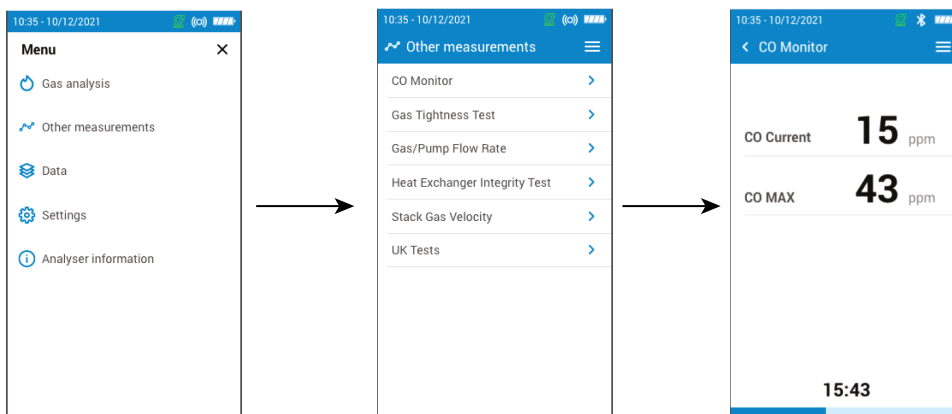 10:35 - 10/12/2021
Menu
Gas analysis
Other measurements
Data
Settings
Analyser information
10:35 - 10/12/2021
Other measurements
CO Monitor
Gas Tightness Test
Gas/Pump Flow Rate
Heat Exchanger Integrity Test
Stack Gas Velocity
UK Tests
10:35 - 10/12/2021
CO Monitor
CO Current 15 ppm
CO MAX 43 ppm
15:43